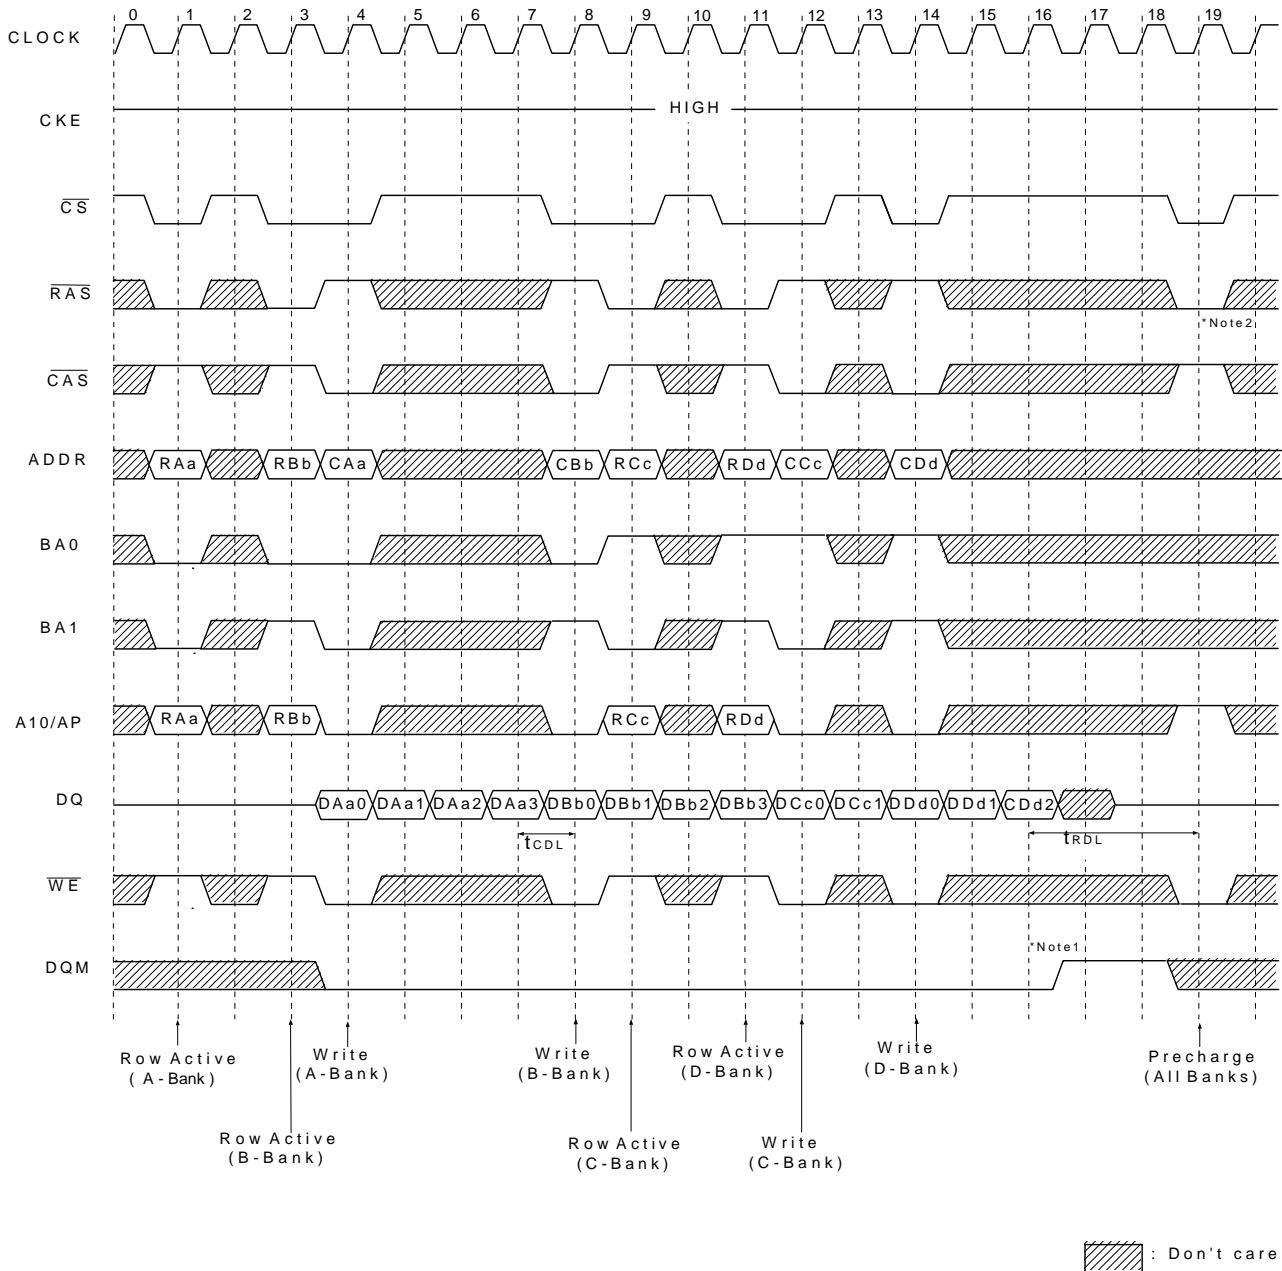 0 1 2 3 4 5 6 7 8 9 10 11 12 13 14 15 16 17 18 19
CLOCK
CKE
HIGH
CS
RAS
*Note2
CAS
ADDR
RAa RBb CAa CBb RCc RDd CCc CDd
BA0
BA1
A10/AP
RAa RBb RCc RDd
DQ
DAa0 DAa1 DAa2 DAa3 DBb0 DBb1 DBb2 DBb3 DCc0 DCc1 DDd0 DDd1 CDd2
tCDL
tRDL
WE
*Note1
DQM
Row Active
(A-Bank)
Write
(A-Bank)
Write
(B-Bank)
Row Active
(D-Bank)
Write
(D-Bank)
Precharge
(All Banks)
Row Active
(B-Bank)
Row Active
(C-Bank)
Write
(C-Bank)
: Don't care